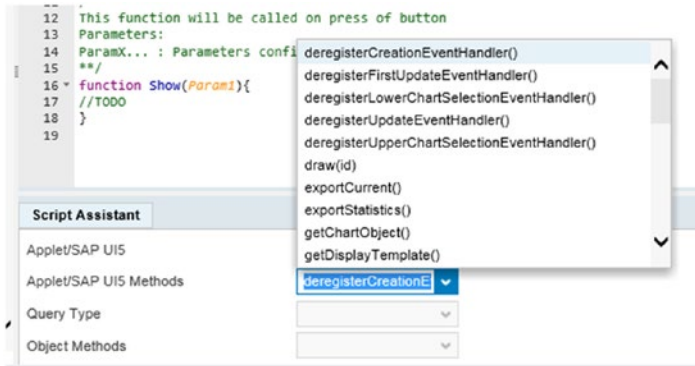 12 This function will be called on press of button
13 Parameters:
14 ParamX... : Parameters confi
15 **/
16 function Show(Param1){
17 //TODO
18 }
19
deregisterCreationEventHandler()
deregisterFirstUpdateEventHandler()
deregisterLowerChartSelectionEventHandler()
deregisterUpdateEventHandler()
deregisterUpperChartSelectionEventHandler()
draw(id)
exportCurrent()
exportStatistics()
getChartObject()
getDisplayTemplate()
Script Assistant
Applet/SAP UI5
Applet/SAP UI5 Methods deregisterCreationE
Query Type
Object Methods